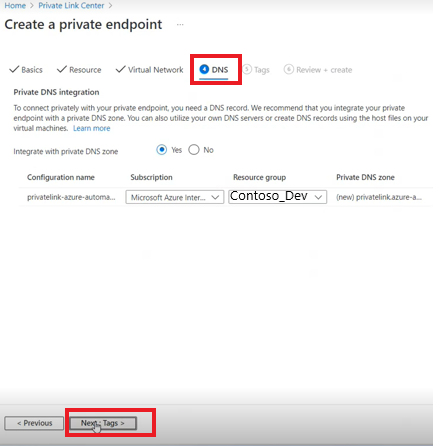 Home > Private Link Center >
Create a private endpoint ...
Basics Resource Virtual Network 4 DNS 5 Tags 6 Review + create
Private DNS integration
To connect privately with your private endpoint, you need a DNS record. We recommend that you integrate your private
endpoint with a private DNS zone. You can also utilize your own DNS servers or create DNS records using the host files on your
virtual machines. Learn more
Integrate with private DNS zone Yes No
Configuration name Subscription Resource group Private DNS zone
privatelink-azure-automa... Microsoft Azure Inter... Contoso_Dev (new) privatelink.azure-a...
< Previous Next : Tags >